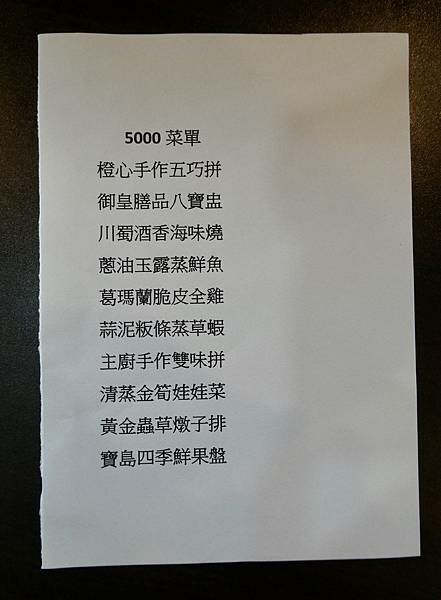 5000 菜單
橙心手作五巧拼
御皇膳品八寶盅
川蜀酒香海味燒
蔥油玉露蒸鮮魚
葛瑪蘭脆皮全雞
蒜泥粄條蒸草蝦
主廚手作雙味拼
清蒸金筍娃娃菜
黃金蟲草燉子排
寶島四季鮮果盤